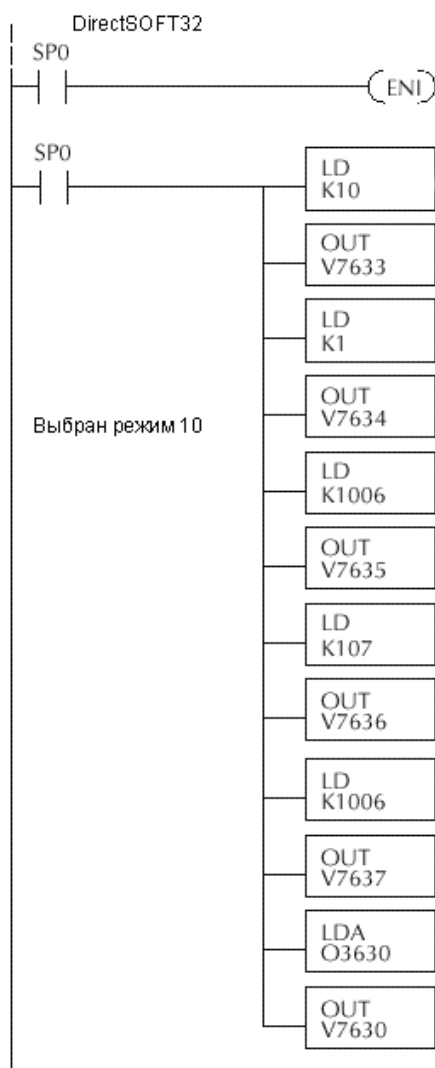 DirectSOFT32
SP0
ENI
SP0
LD
K10
OUT
V7633
LD
K1
Выбран режим 10
OUT
V7634
LD
K1006
OUT
V7635
LD
K107
OUT
V7636
LD
K1006
OUT
V7637
LDA
O3630
OUT
V7630